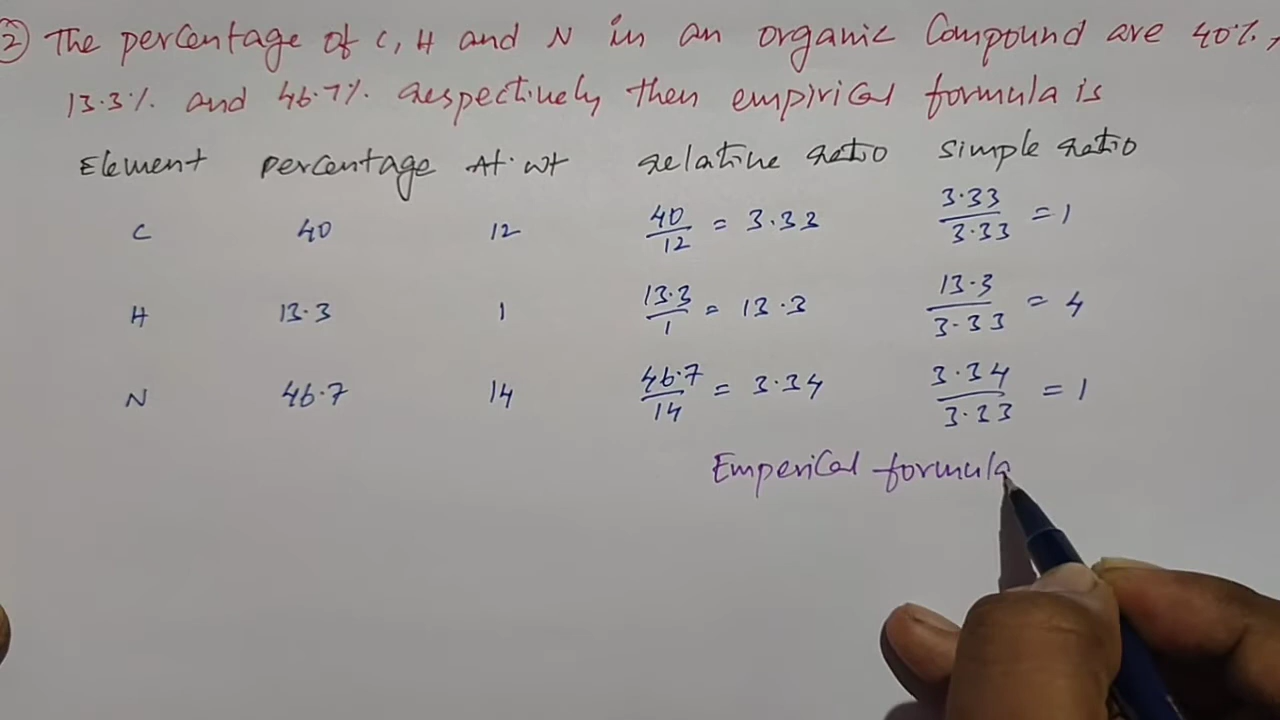 ② The percentage of C, H and N in an organic Compound are 40%,
13.3% and 46.7% respectively then empirical formula is
Element percentage At. wt relative ratio simple ratio
C 40 12 40/12 = 3.33 3.33/3.33 = 1
H 13.3 1 13.3/1 = 13.3 13.3/3.33 = 4
N 46.7 14 46.7/14 = 3.34 3.34/3.33 = 1
Emperical formula